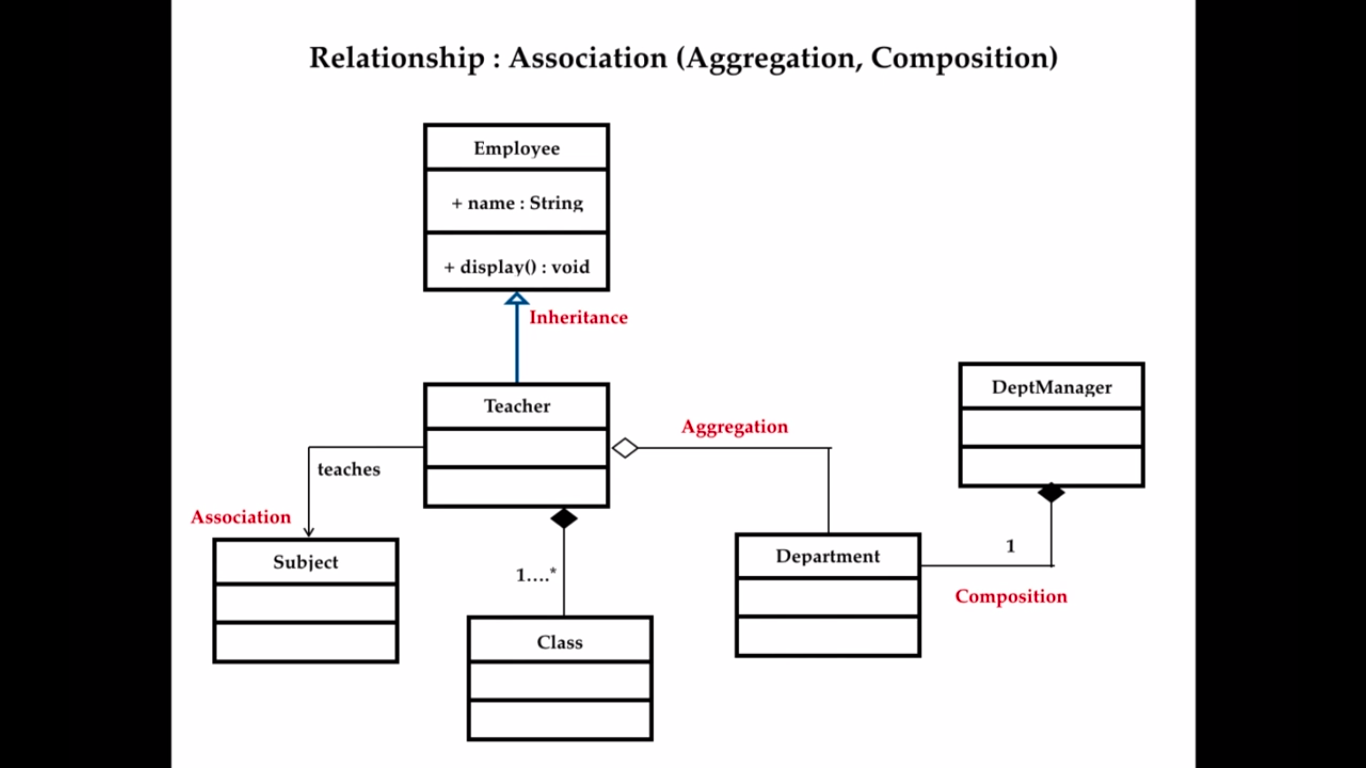 Relationship : Association (Aggregation, Composition)
Employee
+ name : String
+ display() : void
Inheritance
Teacher
DeptManager
Aggregation
teaches
Association
Subject
1....*
Department
1
Composition
Class